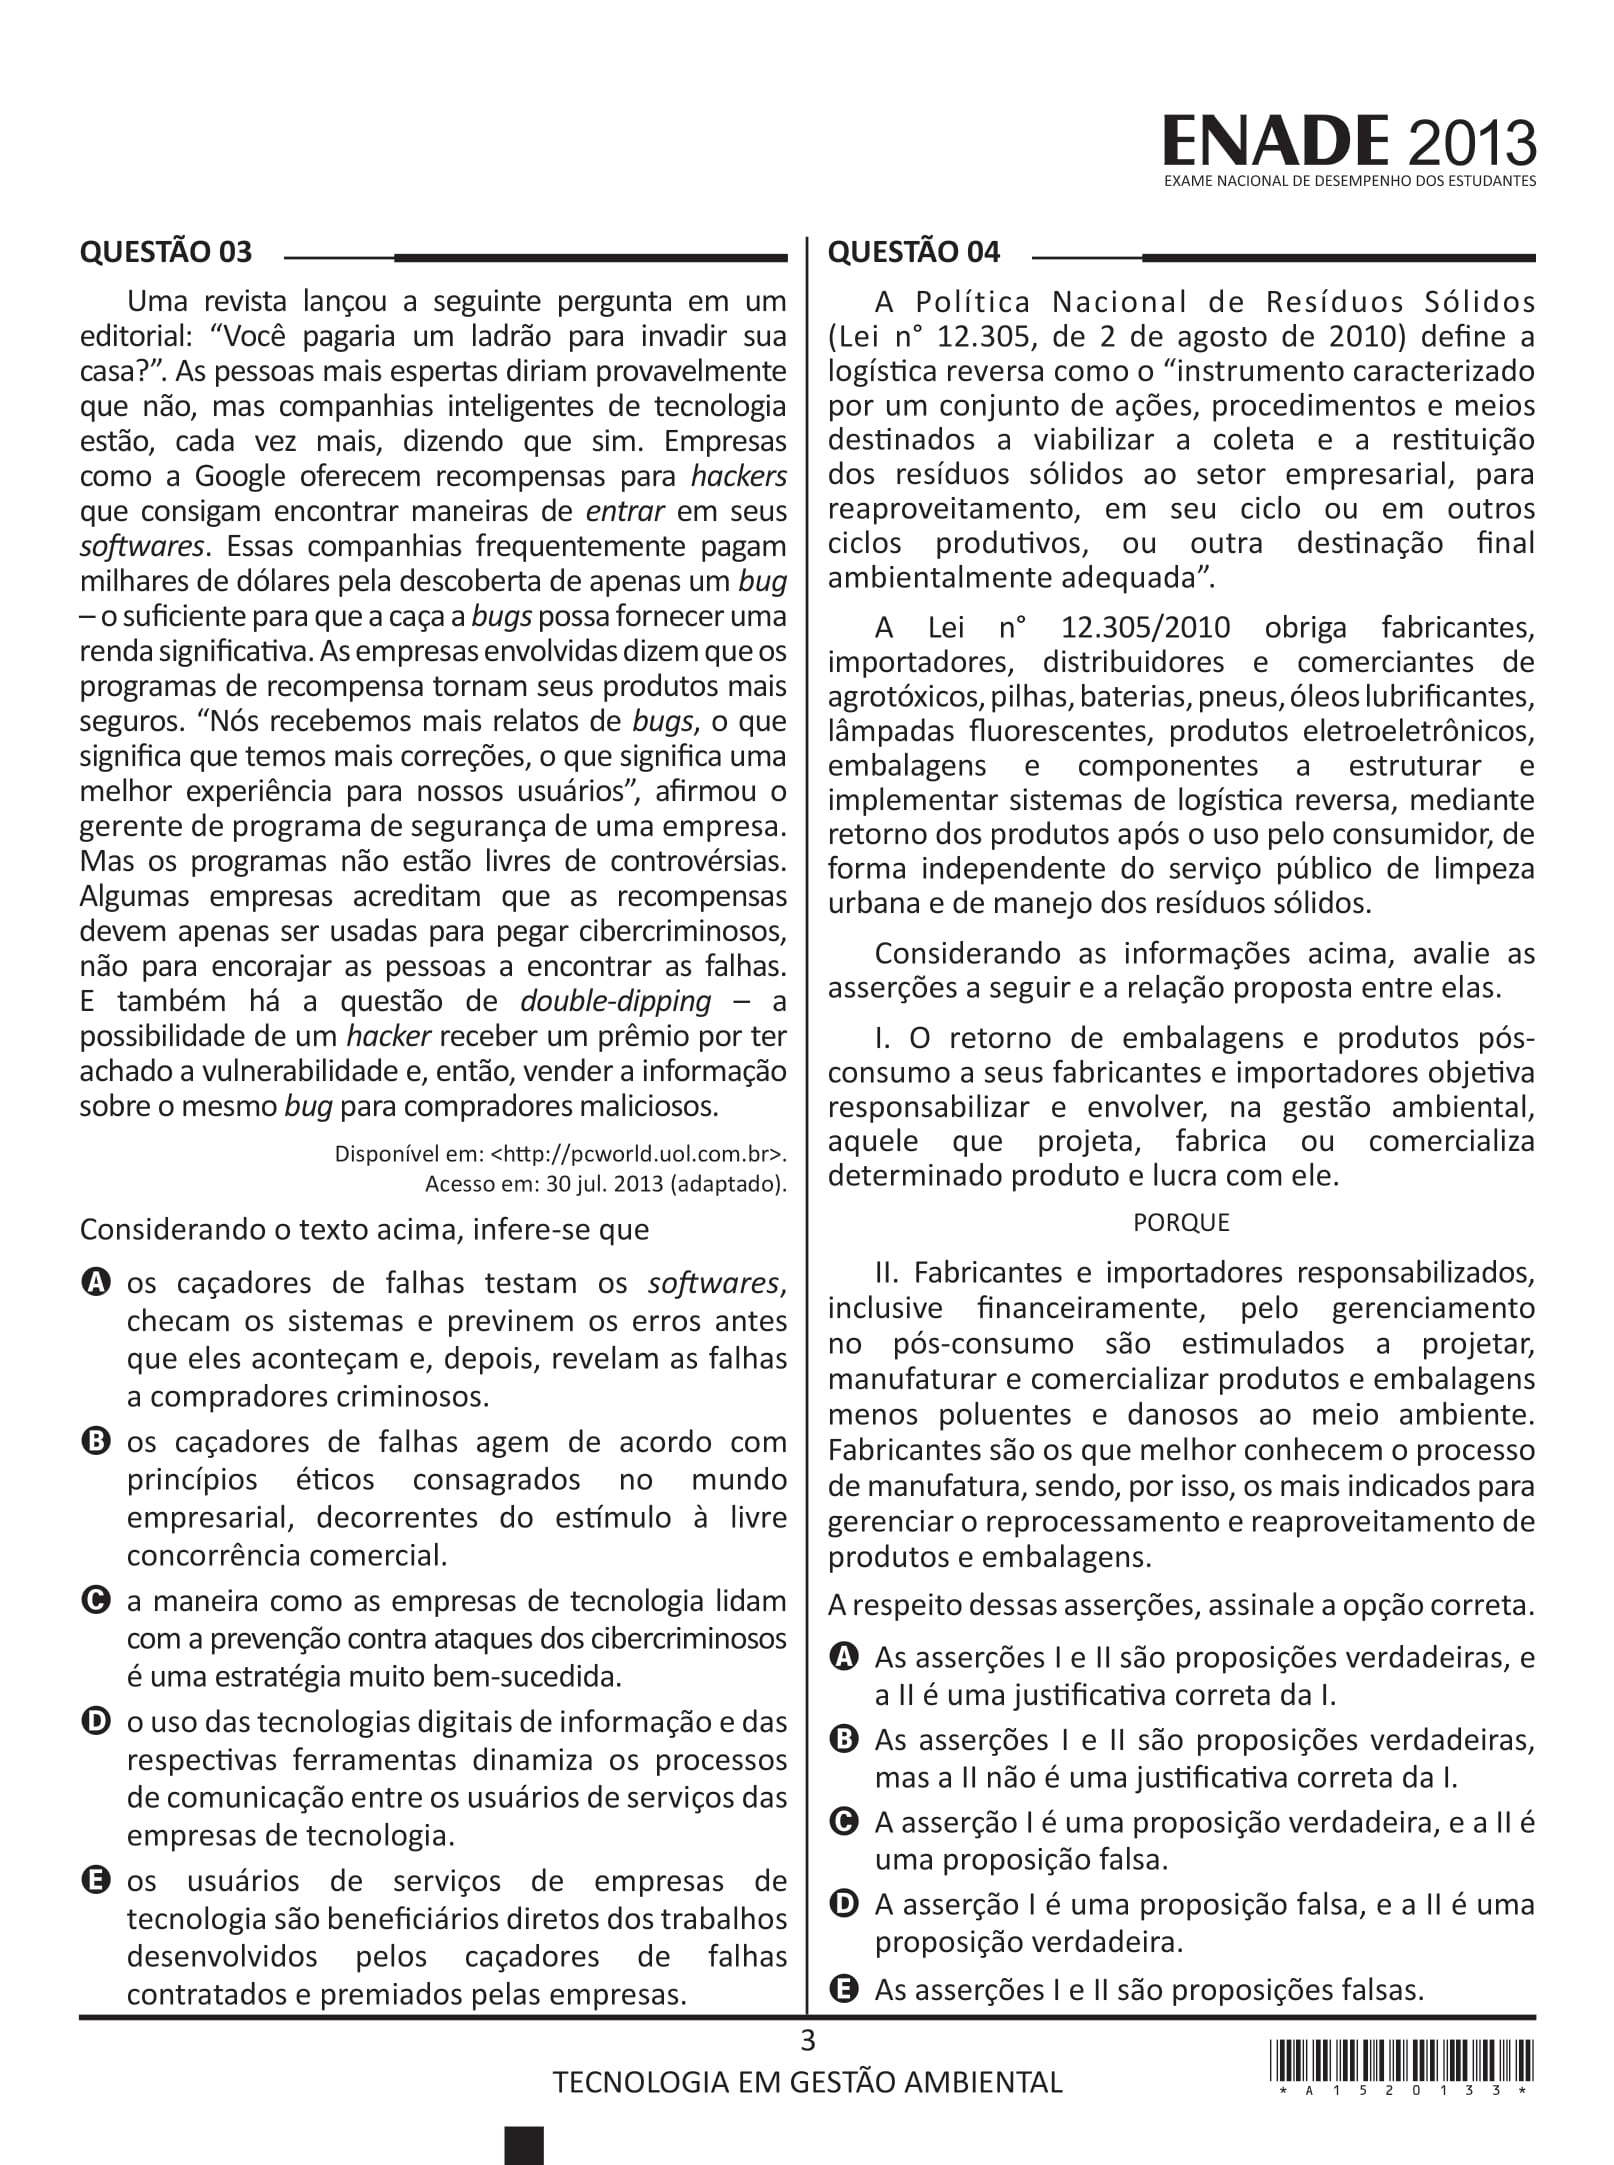 ENADE 2013
EXAME NACIONAL DE DESEMPENHO DOS ESTUDANTES
QUESTÃO 03
Uma revista lançou a seguinte pergunta em um
editorial: “Você pagaria um ladrão para invadir sua
casa?”. As pessoas mais espertas diriam provavelmente
que não, mas companhias inteligentes de tecnologia
estão, cada vez mais, dizendo que sim. Empresas
como a Google oferecem recompensas para hackers
que consigam encontrar maneiras de entrar em seus
softwares. Essas companhias frequentemente pagam
milhares de dólares pela descoberta de apenas um bug
– o suficiente para que a caça a bugs possa fornecer uma
renda significativa. As empresas envolvidas dizem que os
programas de recompensa tornam seus produtos mais
seguros. “Nós recebemos mais relatos de bugs, o que
significa que temos mais correções, o que significa uma
melhor experiência para nossos usuários”, afirmou o
gerente de programa de segurança de uma empresa.
Mas os programas não estão livres de controvérsias.
Algumas empresas acreditam que as recompensas
devem apenas ser usadas para pegar cibercriminosos,
não para encorajar as pessoas a encontrar as falhas.
E também há a questão de double-dipping – a
possibilidade de um hacker receber um prêmio por ter
achado a vulnerabilidade e, então, vender a informação
sobre o mesmo bug para compradores maliciosos.
Disponível em: <http://pcworld.uol.com.br>.
Acesso em: 30 jul. 2013 (adaptado).
Considerando o texto acima, infere-se que
A os caçadores de falhas testam os softwares,
checam os sistemas e previnem os erros antes
que eles aconteçam e, depois, revelam as falhas
a compradores criminosos.
B os caçadores de falhas agem de acordo com
princípios éticos consagrados no mundo
empresarial, decorrentes do estímulo à livre
concorrência comercial.
C a maneira como as empresas de tecnologia lidam
com a prevenção contra ataques dos cibercriminosos
é uma estratégia muito bem-sucedida.
D o uso das tecnologias digitais de informação e das
respectivas ferramentas dinamiza os processos
de comunicação entre os usuários de serviços das
empresas de tecnologia.
E os usuários de serviços de empresas de
tecnologia são beneficiários diretos dos trabalhos
desenvolvidos pelos caçadores de falhas
contratados e premiados pelas empresas.
QUESTÃO 04
A Política Nacional de Resíduos Sólidos
(Lei n° 12.305, de 2 de agosto de 2010) define a
logística reversa como o “instrumento caracterizado
por um conjunto de ações, procedimentos e meios
destinados a viabilizar a coleta e a restituição
dos resíduos sólidos ao setor empresarial, para
reaproveitamento, em seu ciclo ou em outros
ciclos produtivos, ou outra destinação final
ambientalmente adequada”.
A Lei n° 12.305/2010 obriga fabricantes,
importadores, distribuidores e comerciantes de
agrotóxicos, pilhas, baterias, pneus, óleos lubrificantes,
lâmpadas fluorescentes, produtos eletroeletrônicos,
embalagens e componentes a estruturar e
implementar sistemas de logística reversa, mediante
retorno dos produtos após o uso pelo consumidor, de
forma independente do serviço público de limpeza
urbana e de manejo dos resíduos sólidos.
Considerando as informações acima, avalie as
asserções a seguir e a relação proposta entre elas.
I. O retorno de embalagens e produtos pós-
consumo a seus fabricantes e importadores objetiva
responsabilizar e envolver, na gestão ambiental,
aquele que projeta, fabrica ou comercializa
determinado produto e lucra com ele.
PORQUE
II. Fabricantes e importadores responsabilizados,
inclusive financeiramente, pelo gerenciamento
no pós-consumo são estimulados a projetar,
manufaturar e comercializar produtos e embalagens
menos poluentes e danosos ao meio ambiente.
Fabricantes são os que melhor conhecem o processo
de manufatura, sendo, por isso, os mais indicados para
gerenciar o reprocessamento e reaproveitamento de
produtos e embalagens.
A respeito dessas asserções, assinale a opção correta.
A As asserções I e II são proposições verdadeiras, e
a II é uma justificativa correta da I.
B As asserções I e II são proposições verdadeiras,
mas a II não é uma justificativa correta da I.
C A asserção I é uma proposição verdadeira, e a II é
uma proposição falsa.
D A asserção I é uma proposição falsa, e a II é uma
proposição verdadeira.
E As asserções I e II são proposições falsas.
3
TECNOLOGIA EM GESTÃO AMBIENTAL
* A 1 5 2 0 1 3 3 *